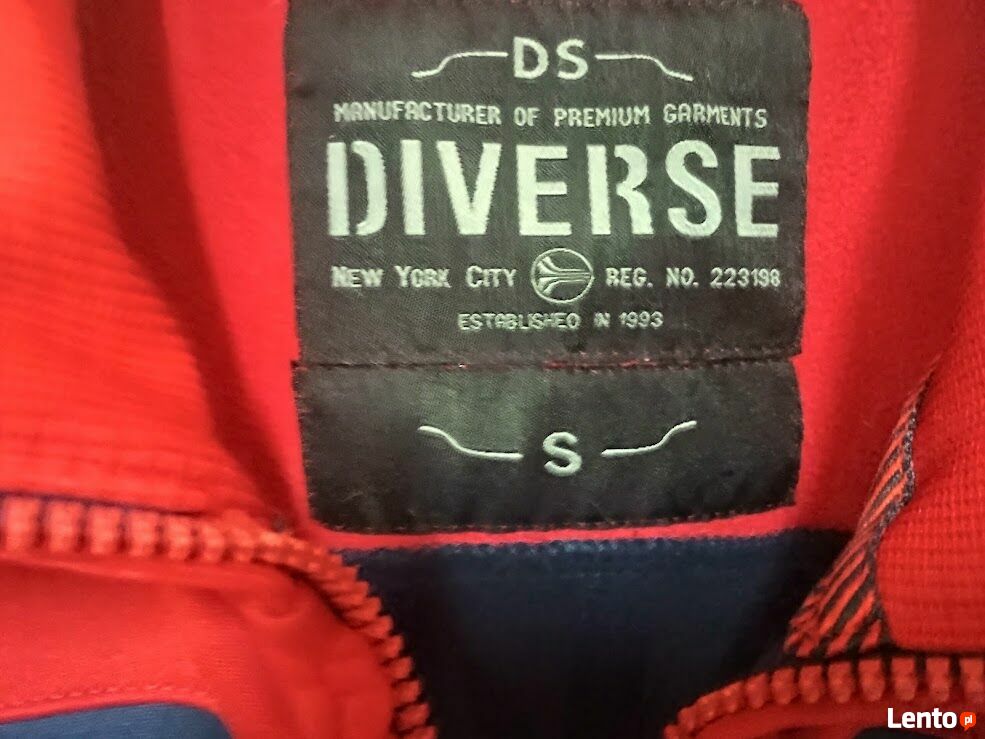 DS
MANUFACTURER OF PREMIUM GARMENTS
DIVERSE
NEW YORK CITY REG. NO. 223198
ESTABLISHED IN 1993
S
Lento pl